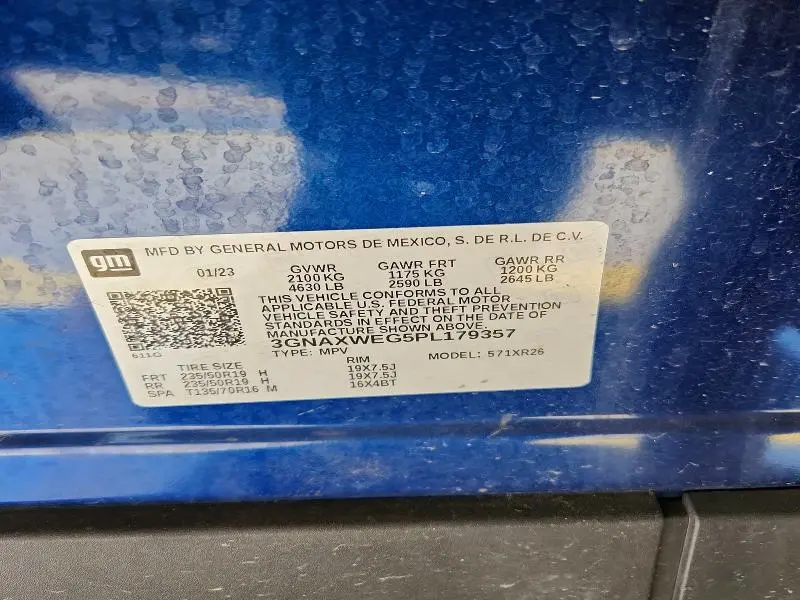 gm MFD BY GENERAL MOTORS DE MEXICO, S. DE R.L. DE C.V.
01/23 GVWR GAWR FRT GAWR RR
2100 KG 1175 KG 1200 KG
4630 LB 2590 LB 2645 LB
THIS VEHICLE CONFORMS TO ALL
APPLICABLE U.S. FEDERAL MOTOR
VEHICLE SAFETY AND THEFT PREVENTION
STANDARDS IN EFFECT ON THE DATE OF
MANUFACTURE SHOWN ABOVE.
611G 3GNAXWEG5PL179357
TYPE: MPV MODEL: 571XR26
TIRE SIZE RIM
FRT 235/50R19 H 19X7.5J
RR 235/50R19 H 19X7.5J
SPA T135/70R16 M 16X4BT